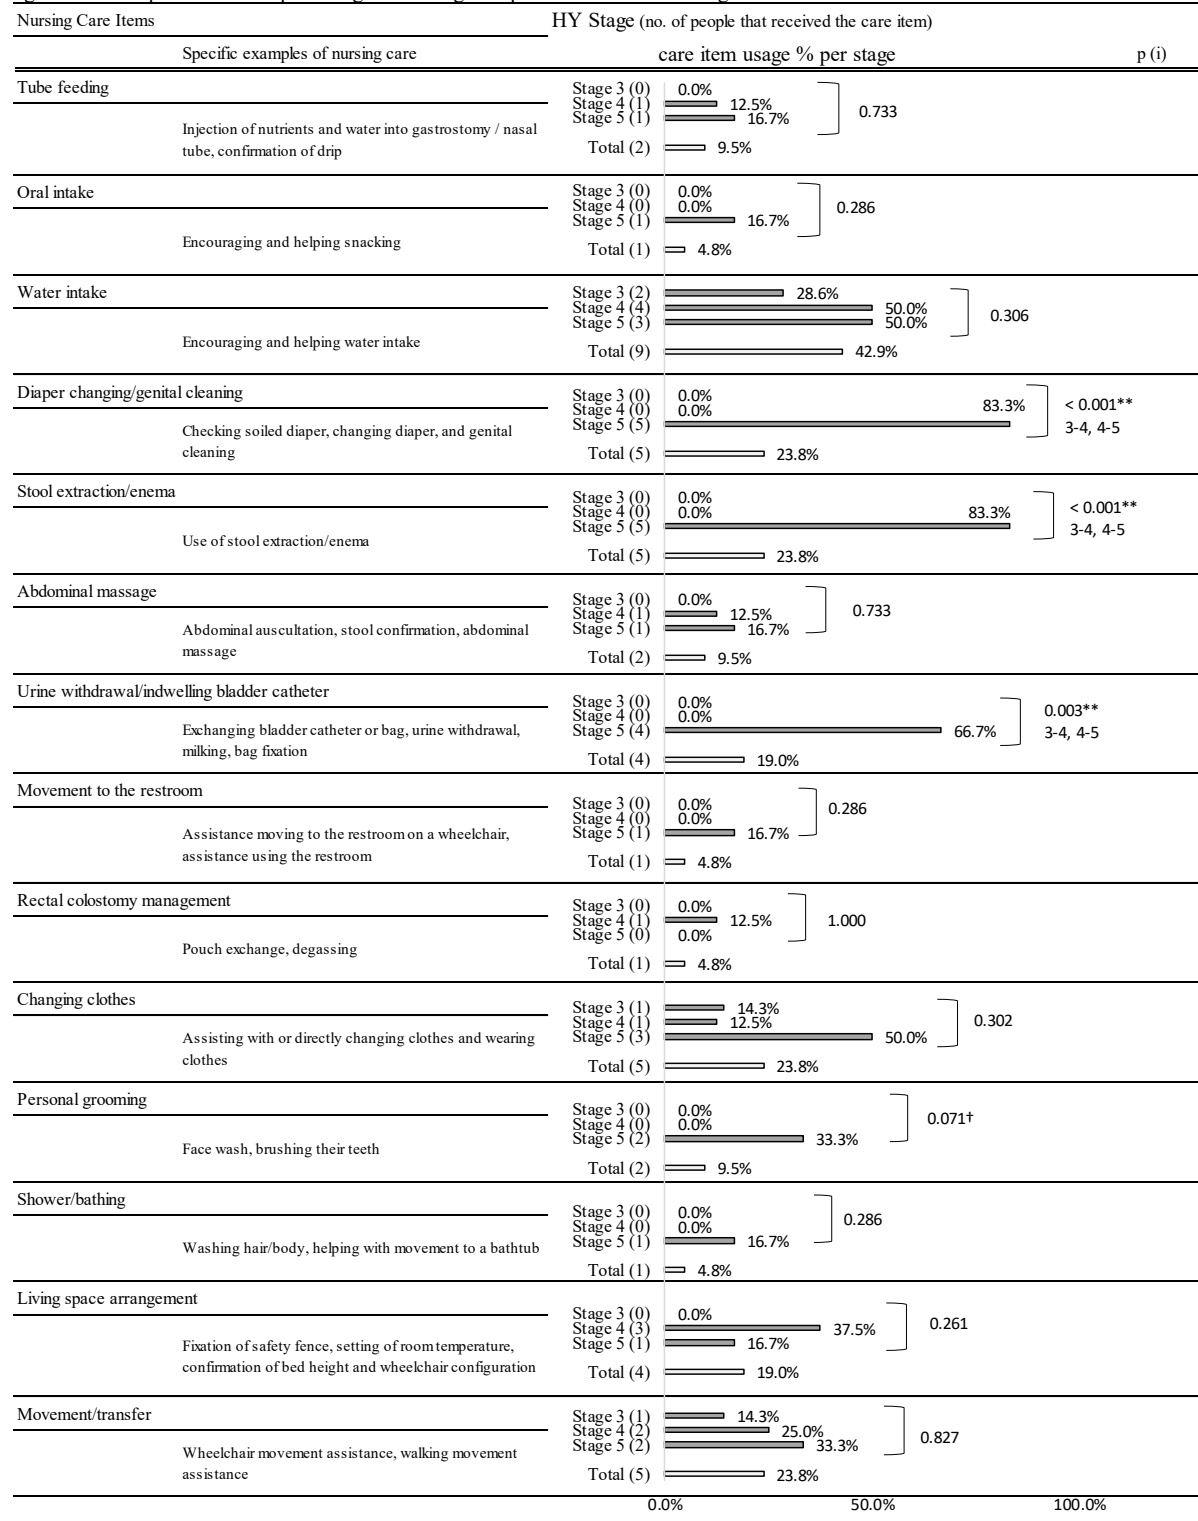 Nursing Care Items
HY Stage (no. of people that received the care item)
Specific examples of nursing care
care item usage % per stage
p (i)
Tube feeding
Injection of nutrients and water into gastrostomy / nasal
tube, confirmation of drip
Stage 3 (0) 0.0%
Stage 4 (1) 12.5%
Stage 5 (1) 16.7%
Total (2) 9.5%
0.733
Oral intake
Encouraging and helping snacking
Stage 3 (0) 0.0%
Stage 4 (0) 0.0%
Stage 5 (1) 16.7%
Total (1) 4.8%
0.286
Water intake
Encouraging and helping water intake
Stage 3 (2) 28.6%
Stage 4 (4) 50.0%
Stage 5 (3) 50.0%
Total (9) 42.9%
0.306
Diaper changing/genital cleaning
Checking soiled diaper, changing diaper, and genital
cleaning
Stage 3 (0) 0.0%
Stage 4 (0) 0.0%
Stage 5 (5) 83.3%
Total (5) 23.8%
< 0.001**
3-4, 4-5
Stool extraction/enema
Use of stool extraction/enema
Stage 3 (0) 0.0%
Stage 4 (0) 0.0%
Stage 5 (5) 83.3%
Total (5) 23.8%
< 0.001**
3-4, 4-5
Abdominal massage
Abdominal auscultation, stool confirmation, abdominal
massage
Stage 3 (0) 0.0%
Stage 4 (1) 12.5%
Stage 5 (1) 16.7%
Total (2) 9.5%
0.733
Urine withdrawal/indwelling bladder catheter
Exchanging bladder catheter or bag, urine withdrawal,
milking, bag fixation
Stage 3 (0) 0.0%
Stage 4 (0) 0.0%
Stage 5 (4) 66.7%
Total (4) 19.0%
0.003**
3-4, 4-5
Movement to the restroom
Assistance moving to the restroom on a wheelchair,
assistance using the restroom
Stage 3 (0) 0.0%
Stage 4 (0) 0.0%
Stage 5 (1) 16.7%
Total (1) 4.8%
0.286
Rectal colostomy management
Pouch exchange, degassing
Stage 3 (0) 0.0%
Stage 4 (1) 12.5%
Stage 5 (0) 0.0%
Total (1) 4.8%
1.000
Changing clothes
Assisting with or directly changing clothes and wearing
clothes
Stage 3 (1) 14.3%
Stage 4 (1) 12.5%
Stage 5 (3) 50.0%
Total (5) 23.8%
0.302
Personal grooming
Face wash, brushing their teeth
Stage 3 (0) 0.0%
Stage 4 (0) 0.0%
Stage 5 (2) 33.3%
Total (2) 9.5%
0.071†
Shower/bathing
Washing hair/body, helping with movement to a bathtub
Stage 3 (0) 0.0%
Stage 4 (0) 0.0%
Stage 5 (1) 16.7%
Total (1) 4.8%
0.286
Living space arrangement
Fixation of safety fence, setting of room temperature,
confirmation of bed height and wheelchair configuration
Stage 3 (0) 0.0%
Stage 4 (3) 37.5%
Stage 5 (1) 16.7%
Total (4) 19.0%
0.261
Movement/transfer
Wheelchair movement assistance, walking movement
assistance
Stage 3 (1) 14.3%
Stage 4 (2) 25.0%
Stage 5 (2) 33.3%
Total (5) 23.8%
0.827
0.0% 50.0% 100.0%